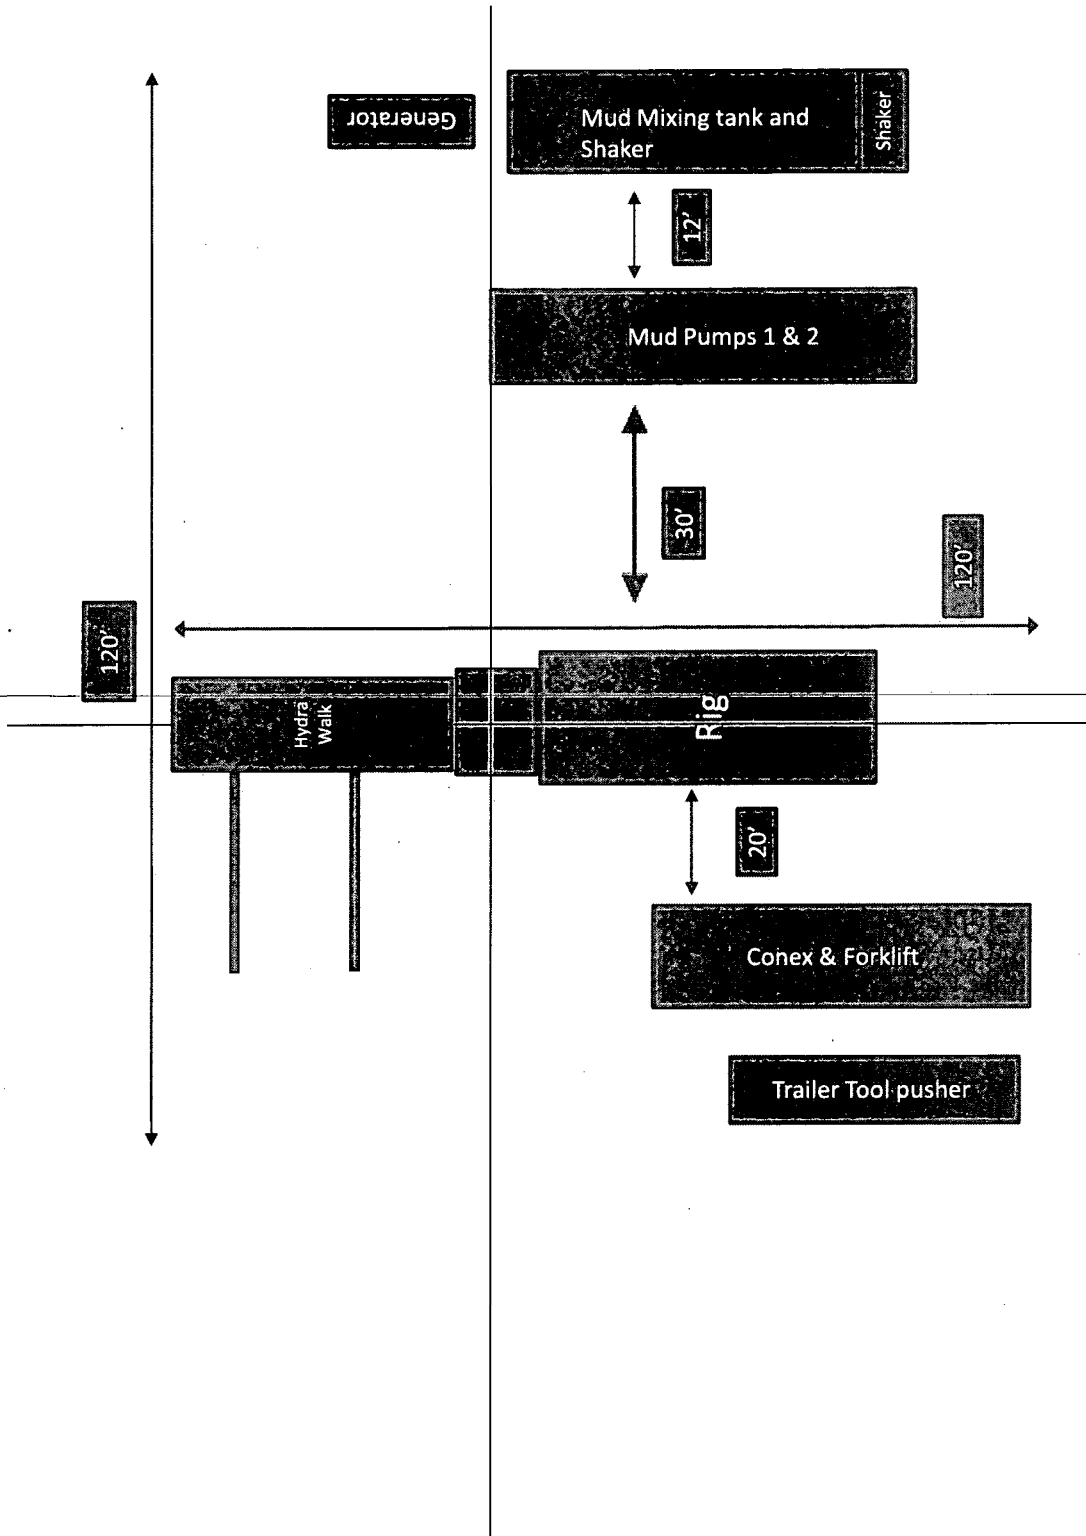 Generator
Mud Mixing tank and
Shaker
Shaker
12'
Mud Pumps 1 & 2
30'
120'
120'
Hydra
Walk
Rig
20'
Conex & Forklift
Trailer Tool pusher